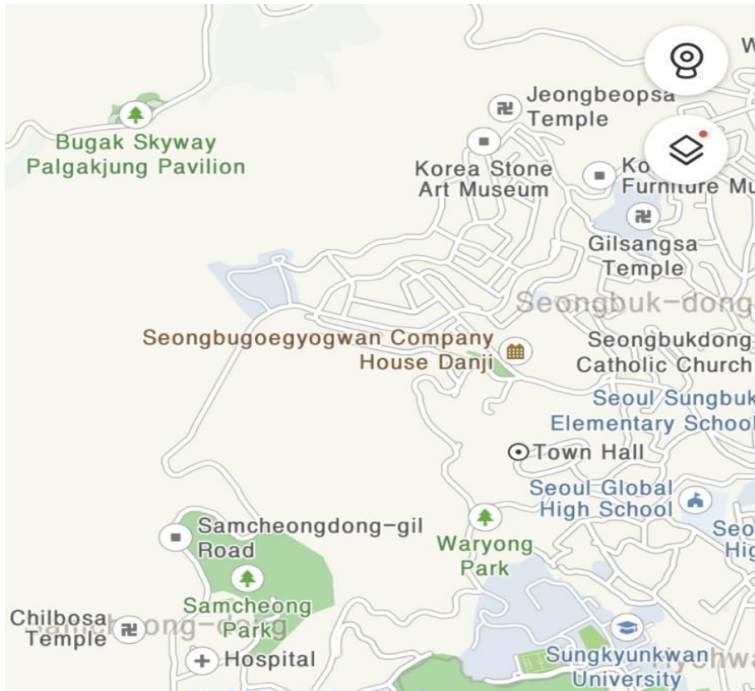 Jeongbeopsa
Temple
Bugak Skyway
Palgakjung Pavilion
Korea Stone
Art Museum
Furniture Mu
Gilsangsa
Temple
Seongbuk-dong
Seongbugoegyogwan Company
House Danji
Seongbukdong
Catholic Church
Seoul Sungbuk
Elementary School
Town Hall
Seoul Global
High School
Samcheongdong-gil
Road
Waryong
Park
Samcheong
Park
Chilbosa
Temple
Hospital
Sungkyunkwan
University